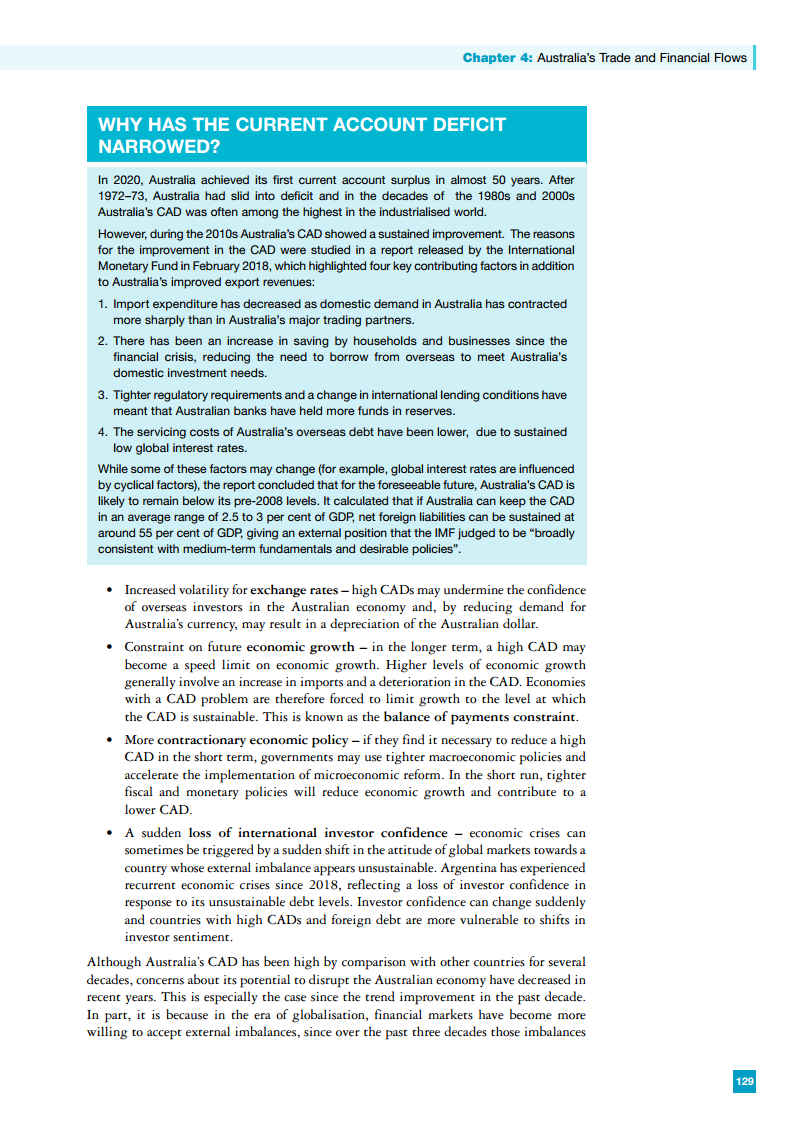 Chapter 4: Australia's Trade and Financial Flows
WHY HAS THE CURRENT ACCOUNT DEFICIT
NARROWED?
In 2020, Australia achieved its first current account surplus in almost 50 years. After
1972–73, Australia had slid into deficit and in the decades of the 1980s and 2000s
Australia's CAD was often among the highest in the industrialised world.
However, during the 2010s Australia's CAD showed a sustained improvement. The reasons
for the improvement in the CAD were studied in a report released by the International
Monetary Fund in February 2018, which highlighted four key contributing factors in addition
to Australia's improved export revenues:
1. Import expenditure has decreased as domestic demand in Australia has contracted
more sharply than in Australia's major trading partners.
2. There has been an increase in saving by households and businesses since the
financial crisis, reducing the need to borrow from overseas to meet Australia's
domestic investment needs.
3. Tighter regulatory requirements and a change in international lending conditions have
meant that Australian banks have held more funds in reserves.
4. The servicing costs of Australia's overseas debt have been lower, due to sustained
low global interest rates.
While some of these factors may change (for example, global interest rates are influenced
by cyclical factors), the report concluded that for the foreseeable future, Australia's CAD is
likely to remain below its pre-2008 levels. It calculated that if Australia can keep the CAD
in an average range of 2.5 to 3 per cent of GDP, net foreign liabilities can be sustained at
around 55 per cent of GDP, giving an external position that the IMF judged to be "broadly
consistent with medium-term fundamentals and desirable policies".
• Increased volatility for exchange rates – high CADs may undermine the confidence
of overseas investors in the Australian economy and, by reducing demand for
Australia's currency, may result in a depreciation of the Australian dollar.
• Constraint on future economic growth – in the longer term, a high CAD may
become a speed limit on economic growth. Higher levels of economic growth
generally involve an increase in imports and a deterioration in the CAD. Economies
with a CAD problem are therefore forced to limit growth to the level at which
the CAD is sustainable. This is known as the balance of payments constraint.
• More contractionary economic policy – if they find it necessary to reduce a high
CAD in the short term, governments may use tighter macroeconomic policies and
accelerate the implementation of microeconomic reform. In the short run, tighter
fiscal and monetary policies will reduce economic growth and contribute to a
lower CAD.
• A sudden loss of international investor confidence – economic crises can
sometimes be triggered by a sudden shift in the attitude of global markets towards a
country whose external imbalance appears unsustainable. Argentina has experienced
recurrent economic crises since 2018, reflecting a loss of investor confidence in
response to its unsustainable debt levels. Investor confidence can change suddenly
and countries with high CADs and foreign debt are more vulnerable to shifts in
investor sentiment.
Although Australia's CAD has been high by comparison with other countries for several
decades, concerns about its potential to disrupt the Australian economy have decreased in
recent years. This is especially the case since the trend improvement in the past decade.
In part, it is because in the era of globalisation, financial markets have become more
willing to accept external imbalances, since over the past three decades those imbalances
129